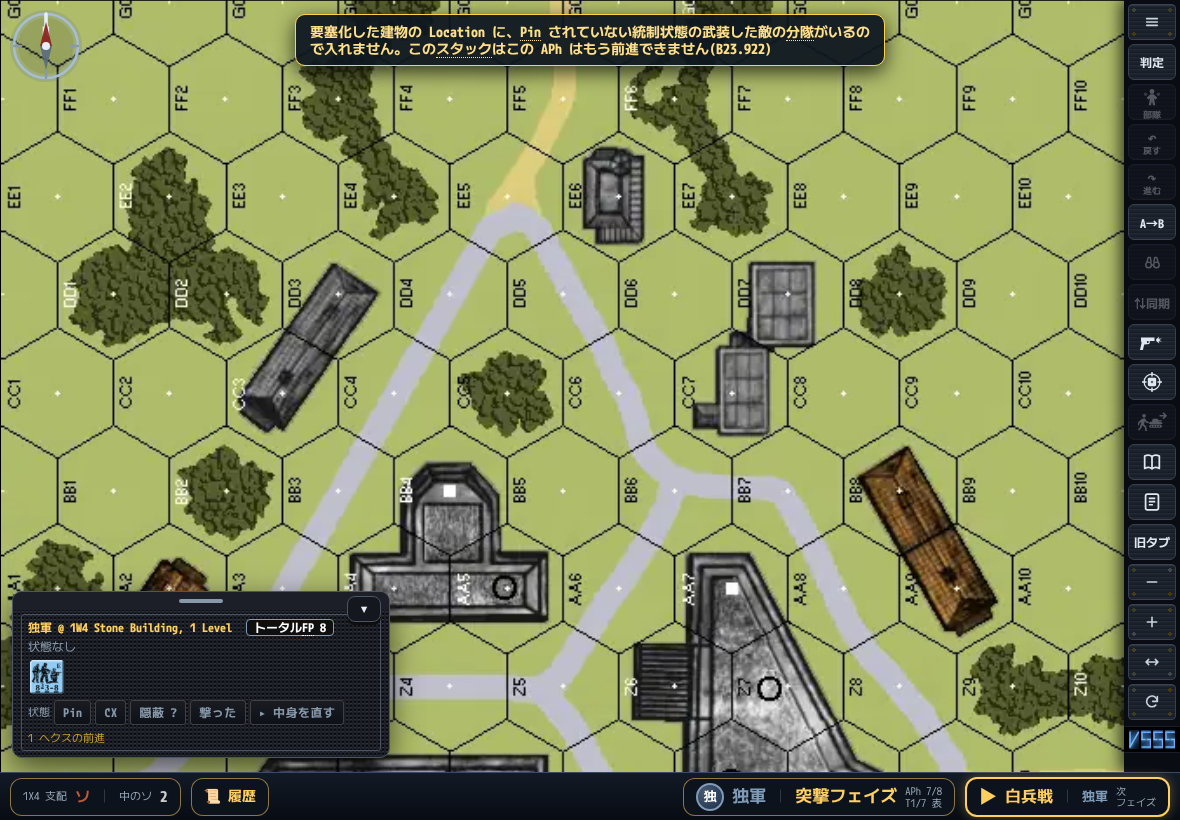 要塞化した建物の Location に、Pin されていない統制状態の武装した敵の分隊がいるの
で入れません。このスタックはこの APh はもう前進できません(B23.922)
判定
部隊
戻す
進む
A→B
⇅同期
旧タブ
−
+
↔
FF1
FF2
FF3
FF4
FF5
FF6
FF7
FF8
FF9
FF10
EE1
EE2
EE3
EE4
EE5
EE6
EE7
EE8
EE9
EE10
DD1
DD2
DD3
DD4
DD5
DD6
DD7
DD8
DD9
DD10
CC1
CC2
CC3
CC4
CC5
CC6
CC7
CC8
CC9
CC10
BB1
BB2
BB3
BB4
BB5
BB6
BB7
BB8
BB9
BB10
AA5
AA6
AA7
AA8
AA9
AA10
Z4
Z5
Z6
Z7
Z8
Z9
Z10
独軍 @ 1W4 Stone Building, 1 Level トータルFP 8
状態なし
8-3-8
状態 Pin CX 隠蔽 ? 撃った ▸ 中身を直す
1 ヘクスの前進
1X4 支配 ソ 中のソ 2
履歴
独 独軍 突撃フェイズ APh 7/8
T1/7 表
▶ 白兵戦 独軍 次
フェイズ